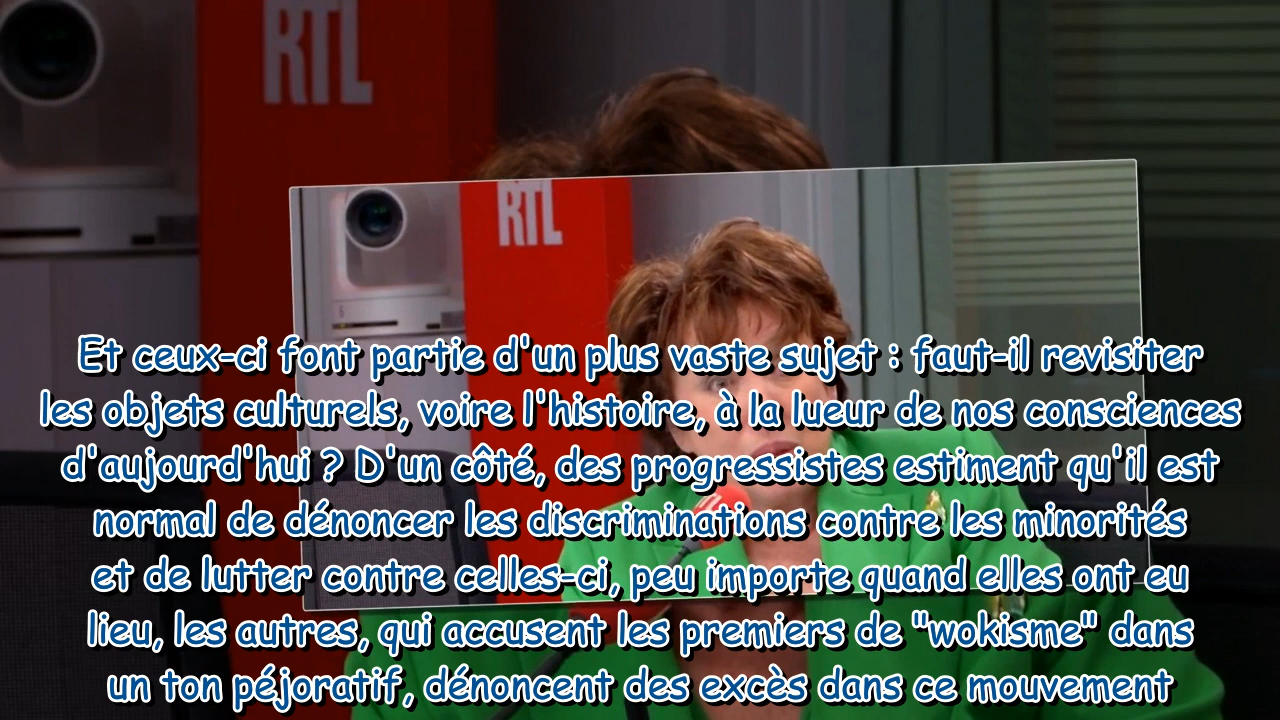 RTL
RTL
Et ceux-ci font partie d'un plus vaste sujet : faut-il revisiter
les objets culturels, voire l'histoire, à la lueur de nos consciences
d'aujourd'hui ? D'un côté, des progressistes estiment qu'il est
normal de dénoncer les discriminations contre les minorités
et de lutter contre celles-ci, peu importe quand elles ont eu
lieu, les autres, qui accusent les premiers de "wokisme" dans
un ton péjoratif, dénoncent des excès dans ce mouvement